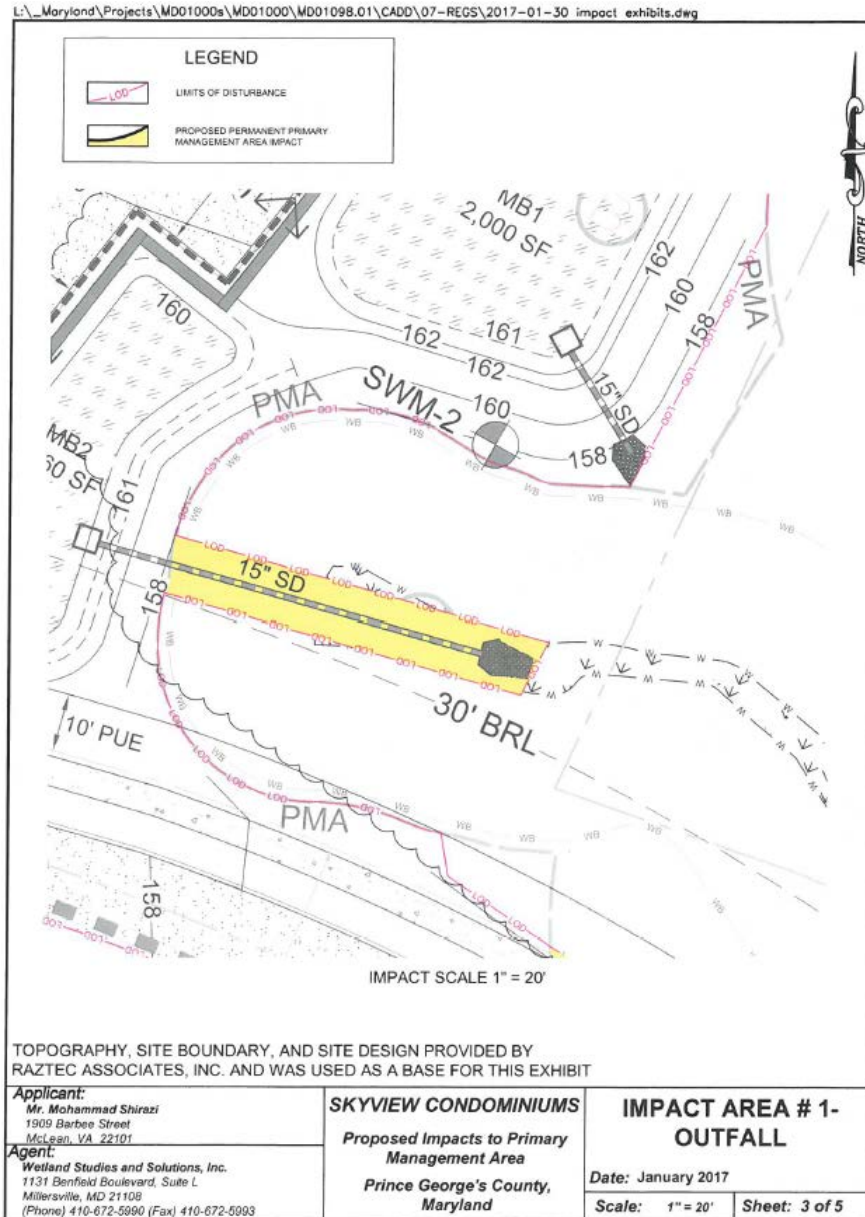 L:\_Maryland\Projects\MD01000s\MD01000\MD01098.01\CADD\07-REGS\2017-01-30 impact exhibits.dwg
LEGEND
LOD
LIMITS OF DISTURBANCE
PROPOSED PERMANENT PRIMARY
MANAGEMENT AREA IMPACT
NORTH
MB1
2,000 SF
162
160
158
PMA
LOD
160
161
162
162
15" SD
PMA
SWM-2
160
158
WB
MB2
60 SF
161
158
15" SD
LOD
W
30' BRL
10' PUE
PMA
158
IMPACT SCALE 1" = 20'
TOPOGRAPHY, SITE BOUNDARY, AND SITE DESIGN PROVIDED BY
RAZTEC ASSOCIATES, INC. AND WAS USED AS A BASE FOR THIS EXHIBIT
Applicant:
Mr. Mohammad Shirazi
1909 Barbee Street
McLean, VA 22101
Agent:
Wetland Studies and Solutions, Inc.
1131 Benfield Boulevard, Suite L
Millersville, MD 21108
(Phone) 410-672-5990 (Fax) 410-672-5993
SKYVIEW CONDOMINIUMS
Proposed Impacts to Primary
Management Area
Prince George's County,
Maryland
IMPACT AREA # 1-
OUTFALL
Date: January 2017
Scale: 1" = 20'
Sheet: 3 of 5